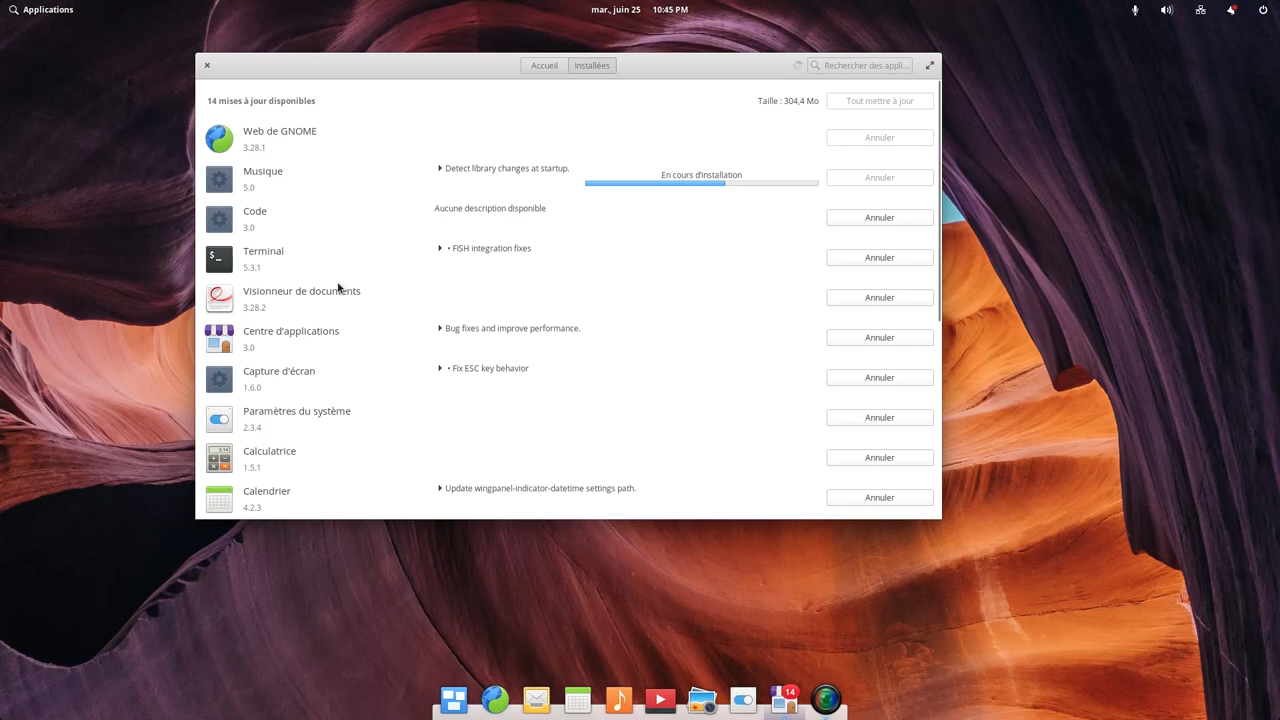 Applications
mar., juin 25 10:45 PM
Accueil
Installées
Rechercher des appli...
14 mises à jour disponibles
Taille : 304,4 Mo
Tout mettre à jour
Web de GNOME
3.28.1
Annuler
Musique
5.0
Detect library changes at startup.
En cours d'installation
Annuler
Code
3.0
Aucune description disponible
Annuler
Terminal
5.3.1
• FISH integration fixes
Annuler
Visionneur de documents
3.28.2
Annuler
Centre d'applications
3.0
Bug fixes and improve performance.
Annuler
Capture d'écran
1.6.0
• Fix ESC key behavior
Annuler
Paramètres du système
2.3.4
Annuler
Calculatrice
1.5.1
Annuler
Calendrier
4.2.3
Update wingpanel-indicator-datetime settings path.
Annuler
14